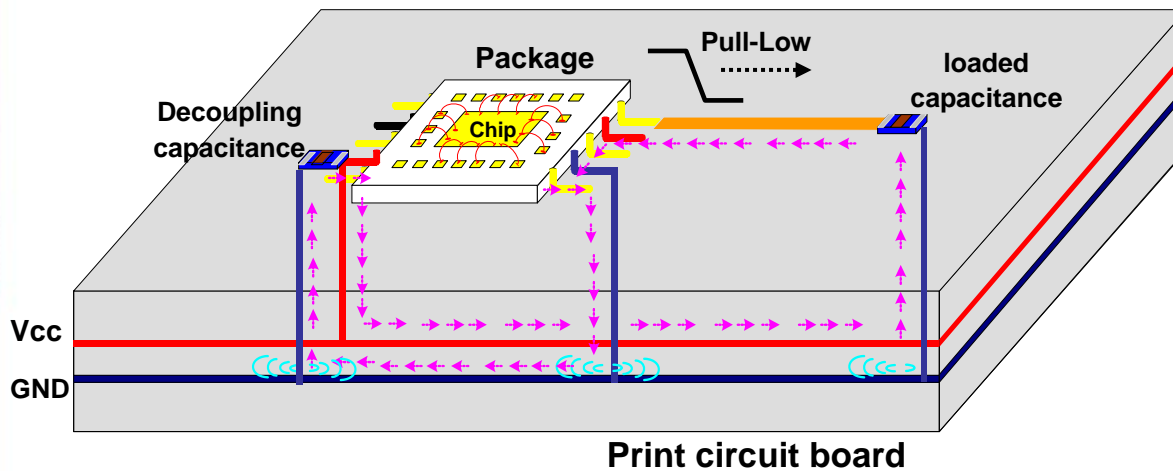 Package
Pull-Low
loaded
capacitance
Decoupling
capacitance
Chip
Vcc
GND
Print circuit board